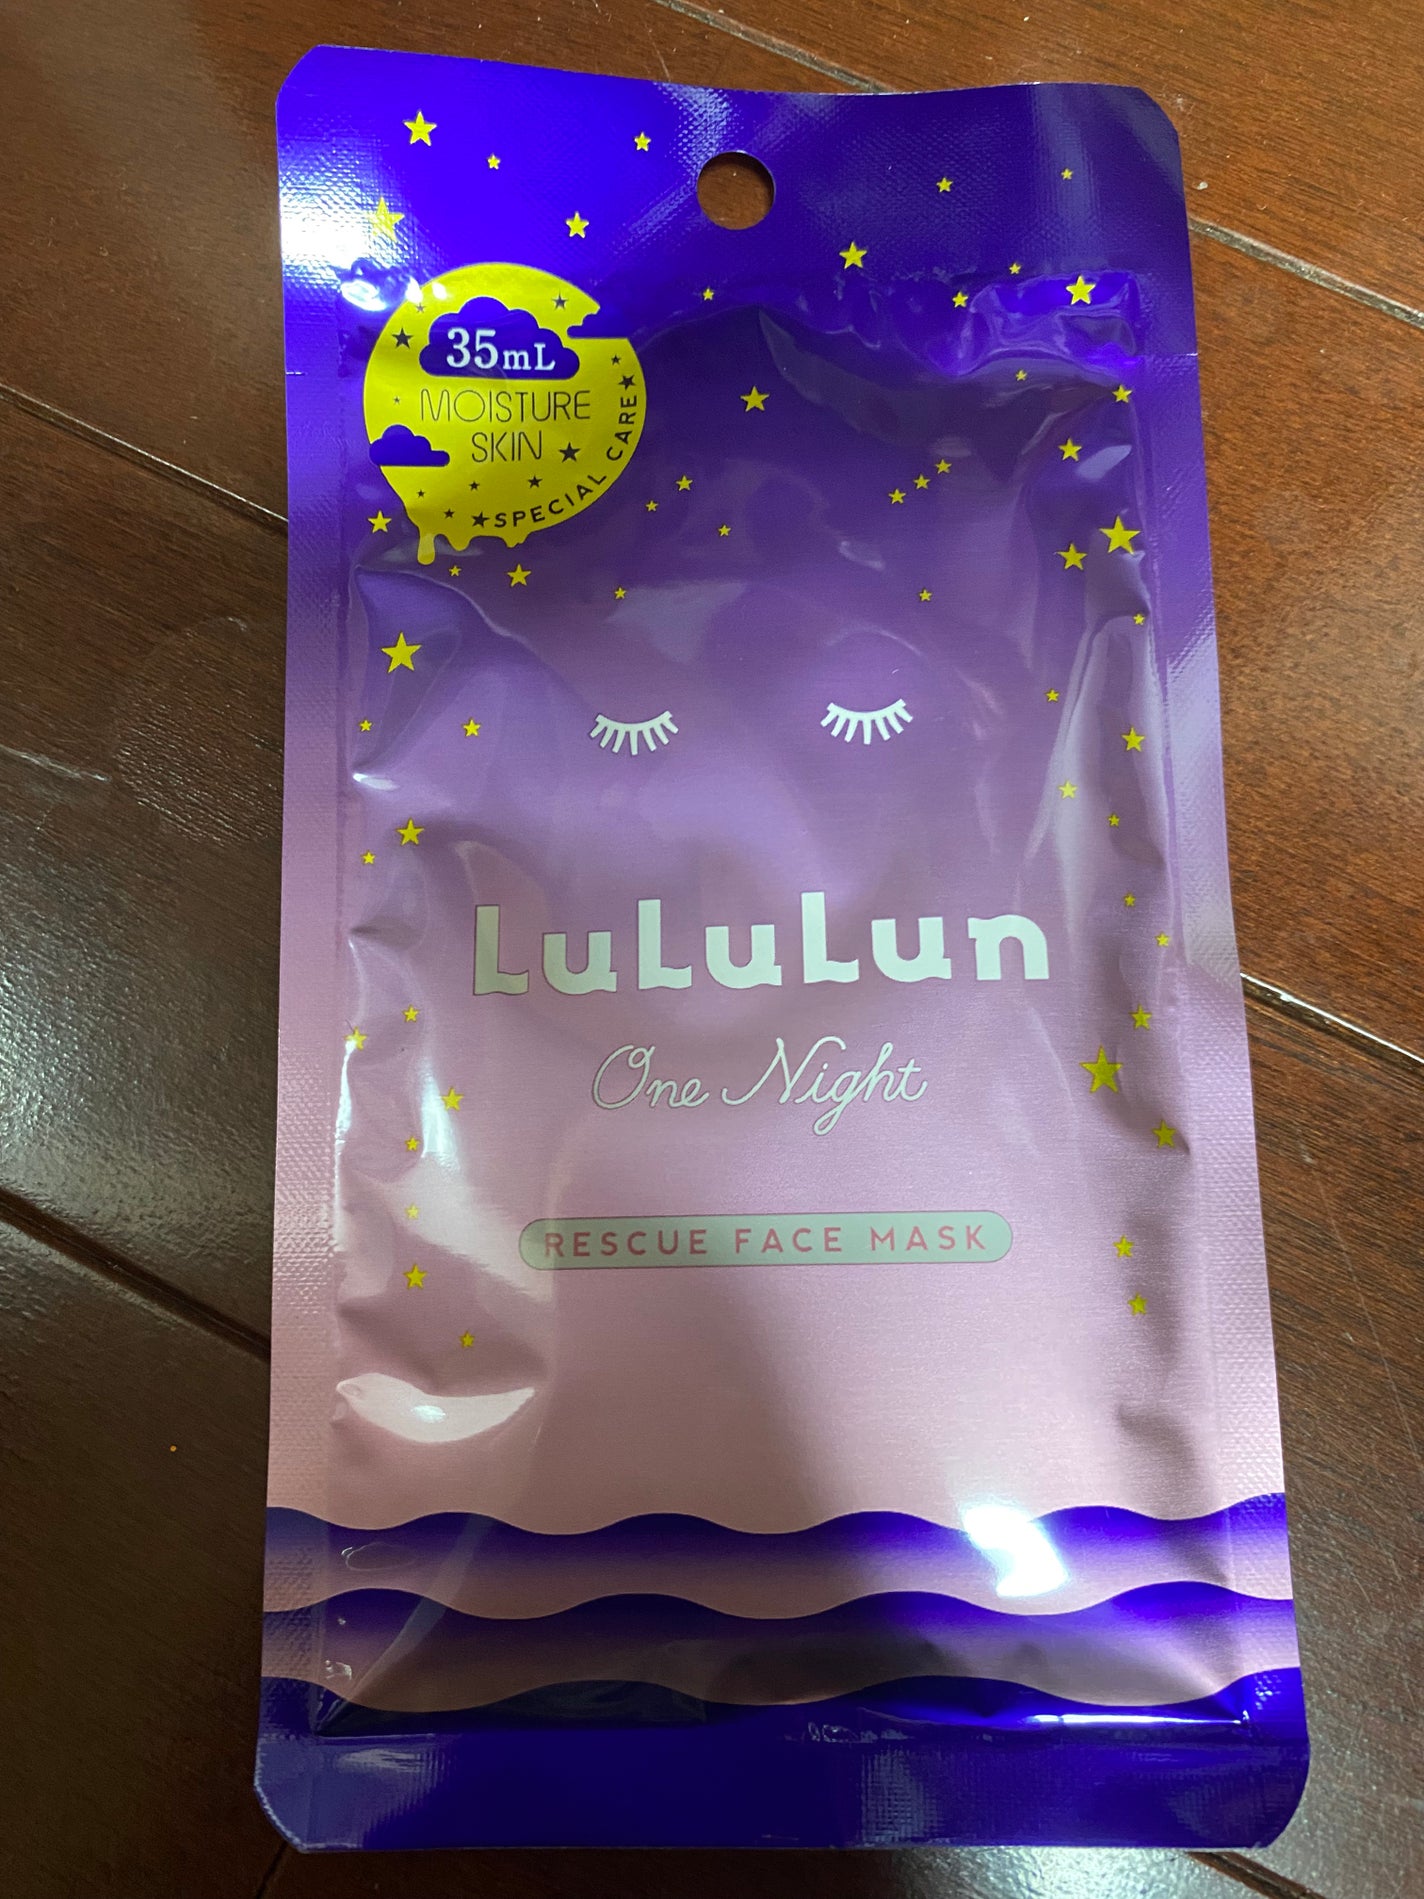 35mL
MOISTURE
SKIN
SPECIAL CARE
LuLuLun
One Night
RESCUE FACE MASK